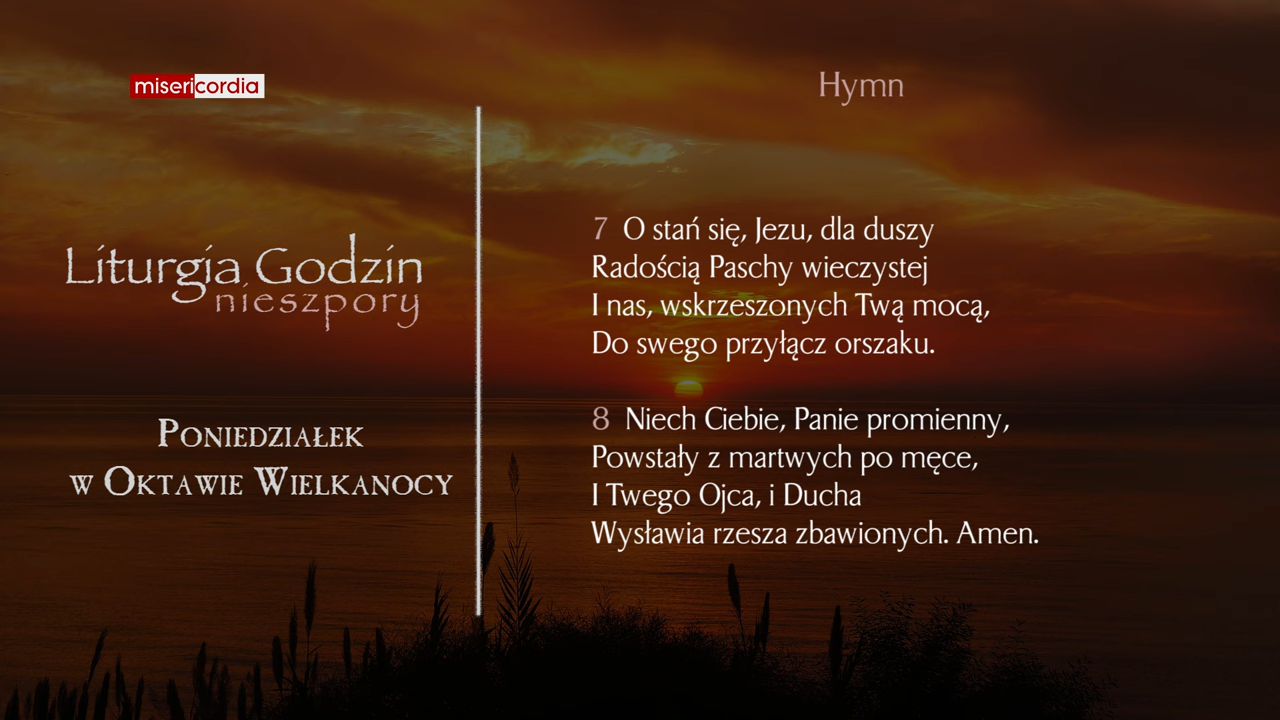 misericordia
Liturgia Godzin
nieszpory
Poniedziałek
w Oktawie Wielkanocy
Hymn
7 O stań się, Jezu, dla duszy
Radością Paschy wieczystej
I nas, wskrzeszonych Twą mocą,
Do swego przyłącz orszaku.
8 Niech Ciebie, Panie promienny,
Powstały z martwych po męce,
I Twego Ojca, i Ducha
Wysławia rzesza zbawionych. Amen.